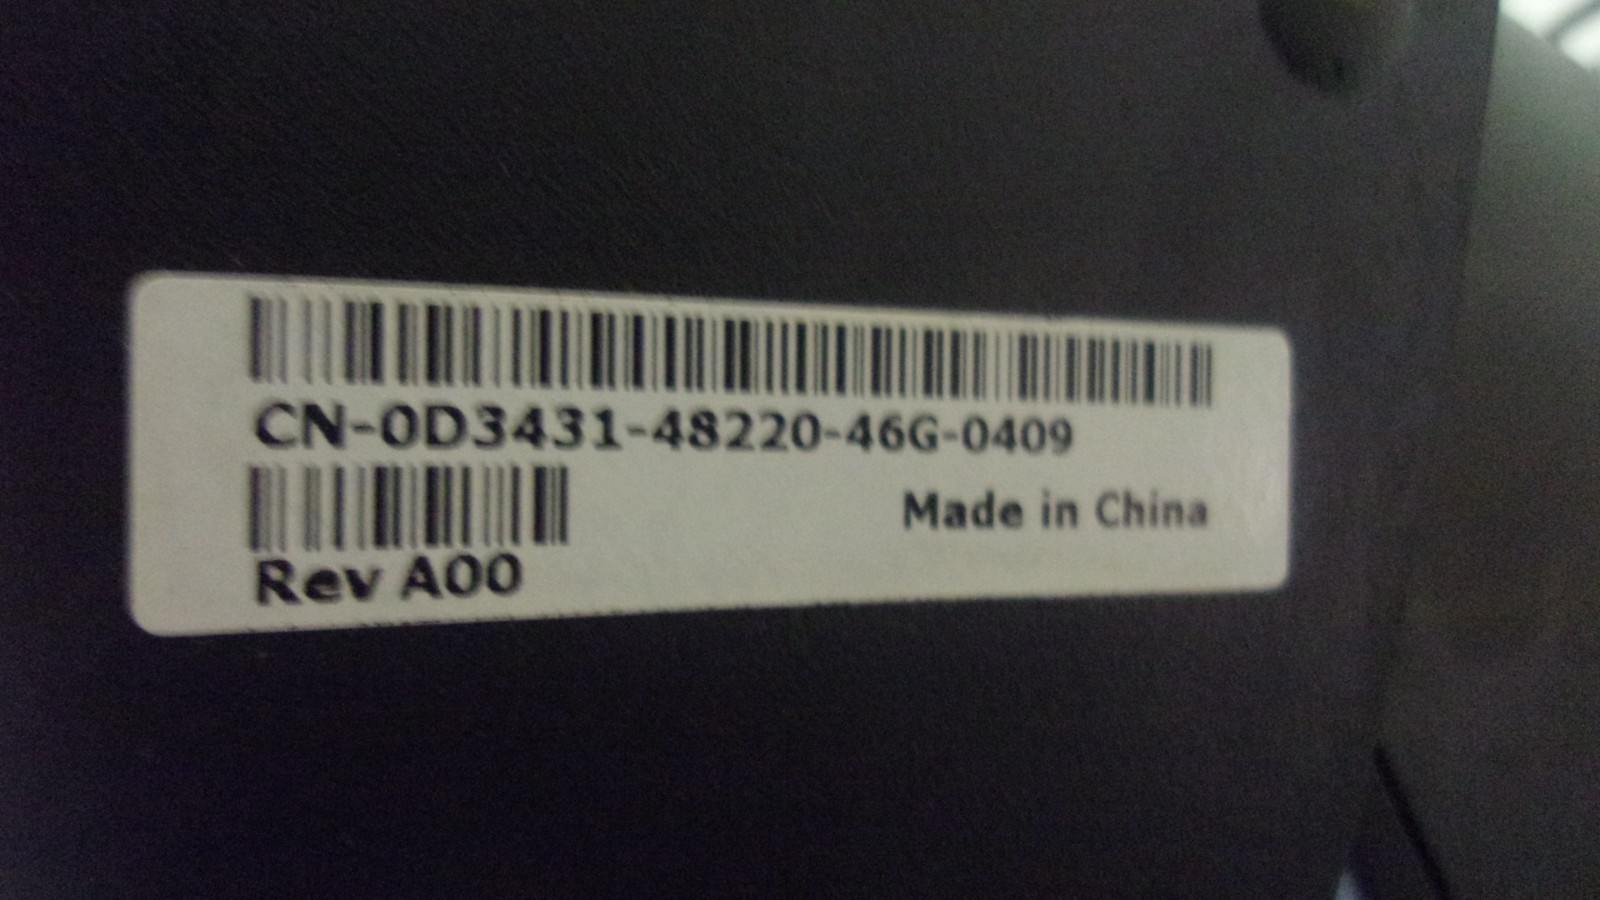 CN-0D3431-48220-46G-0409
Made in China
Rev A00